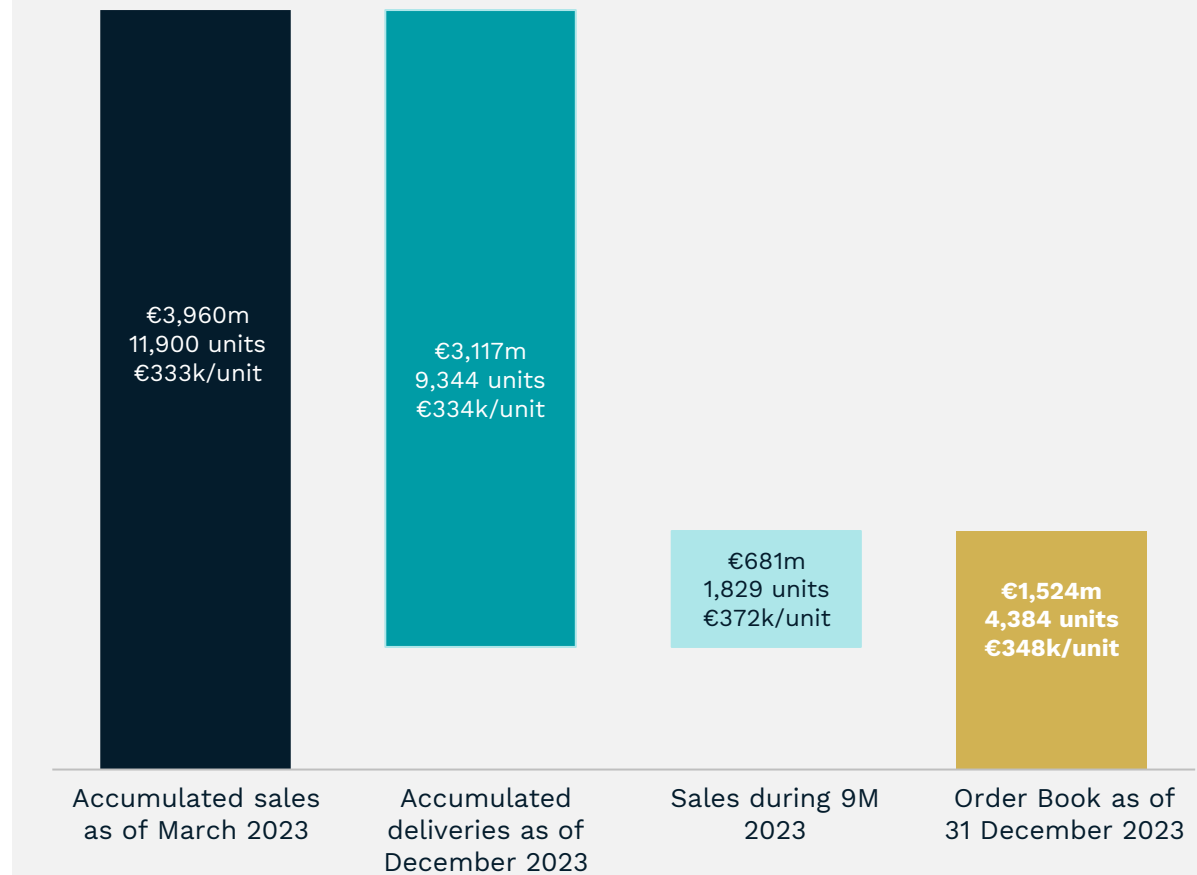 €3,960m
11,900 units
€333k/unit
€3,117m
9,344 units
€334k/unit
€681m
1,829 units
€372k/unit
€1,524m
4,384 units
€348k/unit
Accumulated sales
as of March 2023
Accumulated
deliveries as of
December 2023
Sales during 9M
2023
Order Book as of
31 December 2023